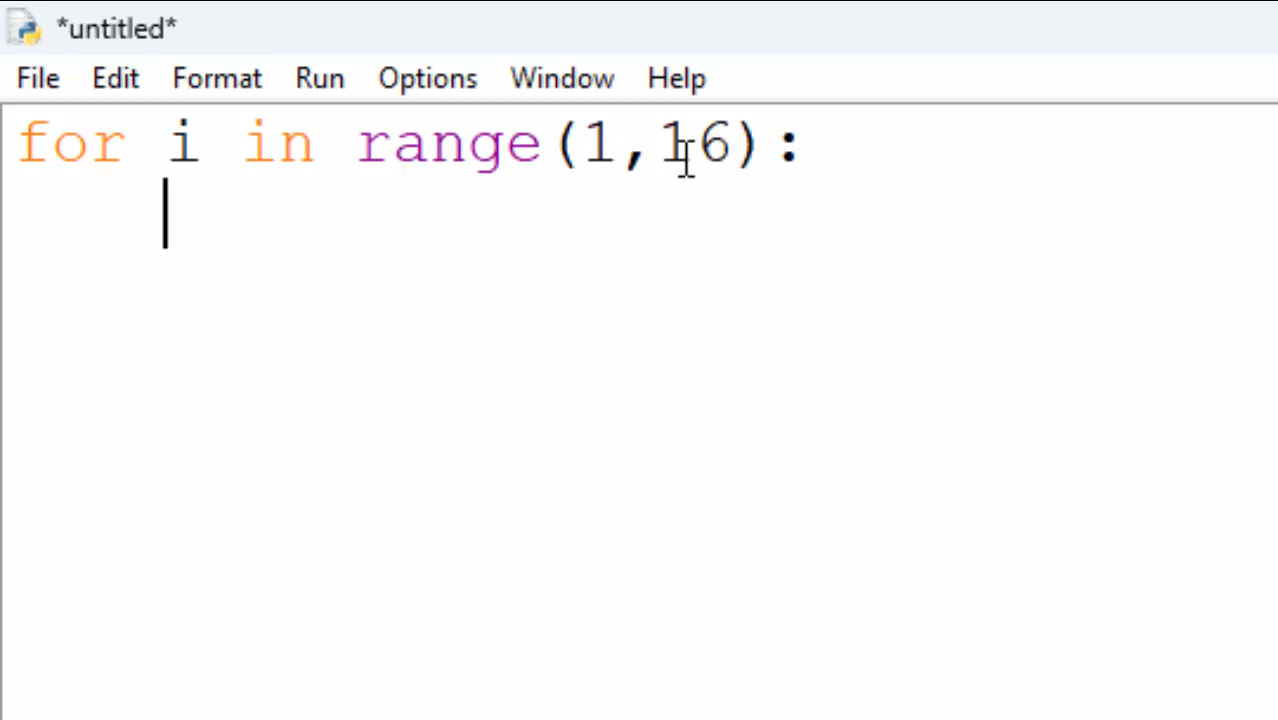 *untitled*
File Edit Format Run Options Window Help
for i in range(1,16):